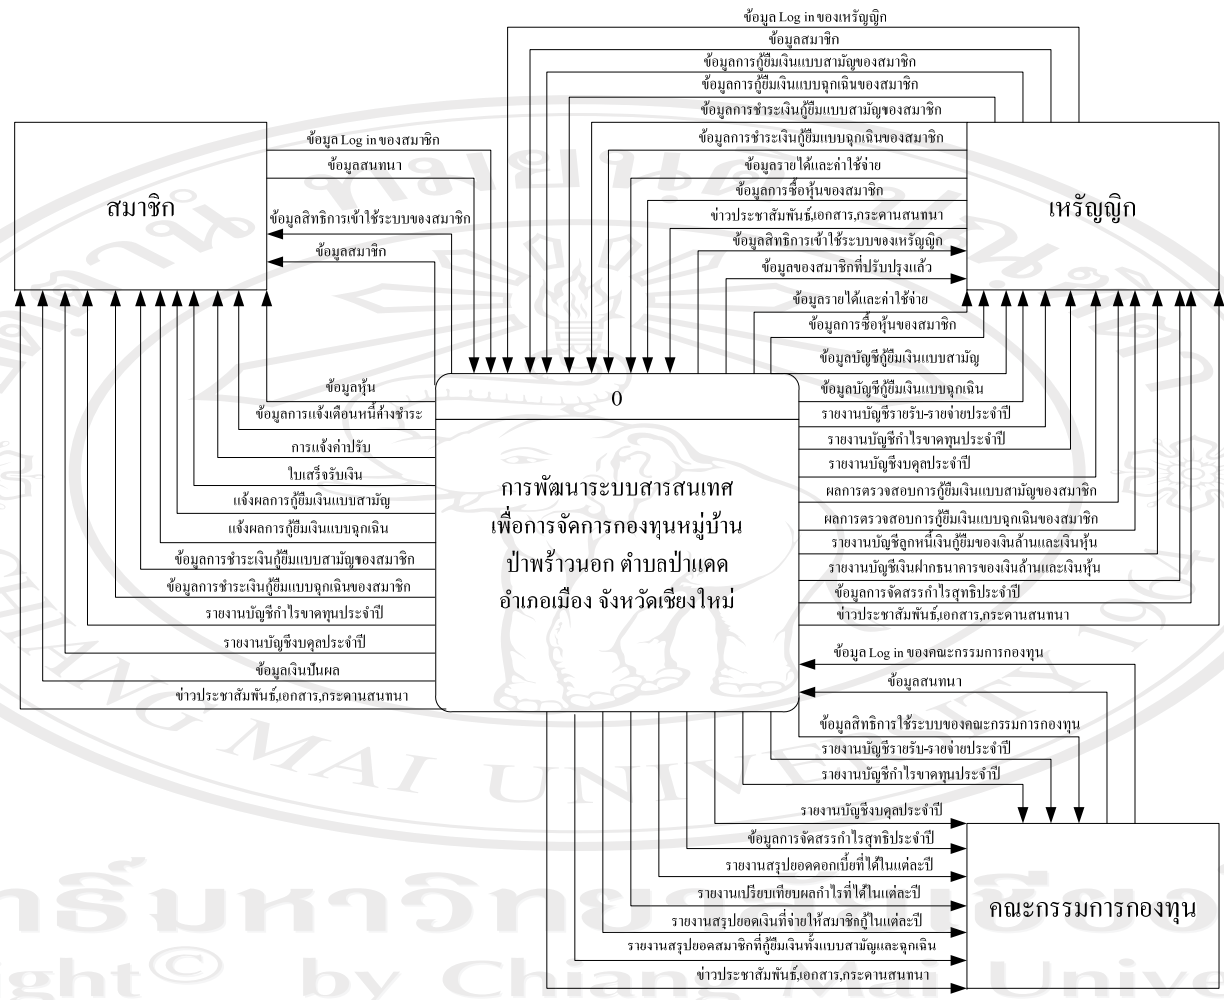 ข้อมูล Log in ของเหรัญญิก
ข้อมูลสมาชิก
ข้อมูลการกู้ยืมเงินแบบสามัญของสมาชิก
ข้อมูลการกู้ยืมเงินแบบฉุกเฉินของสมาชิก
ข้อมูลการชำระเงินกู้ยืมแบบสามัญของสมาชิก
ข้อมูลการชำระเงินกู้ยืมแบบฉุกเฉินของสมาชิก
ข้อมูลรายได้และค่าใช้จ่าย
ข้อมูลการซื้อหุ้นของสมาชิก
ข่าวประชาสัมพันธ์,เอกสาร,กระดานสนทนา
ข้อมูลสิทธิการเข้าใช้ระบบของเหรัญญิก
ข้อมูลของสมาชิกที่ปรับปรุงแล้ว
ข้อมูลรายได้และค่าใช้จ่าย
ข้อมูลการซื้อหุ้นของสมาชิก
เหรัญญิก
สมาชิก
ข้อมูล Log in ของสมาชิก
ข้อมูลสนทนา
ข้อมูลสิทธิการเข้าใช้ระบบของสมาชิก
ข้อมูลสมาชิก
ข้อมูลหุ้น
ข้อมูลการแจ้งเตือนหนี้ค้างชำระ
การแจ้งค่าปรับ
ใบเสร็จรับเงิน
แจ้งผลการกู้ยืมเงินแบบสามัญ
แจ้งผลการกู้ยืมเงินแบบฉุกเฉิน
ข้อมูลการชำระเงินกู้ยืมแบบสามัญของสมาชิก
ข้อมูลการชำระเงินกู้ยืมแบบฉุกเฉินของสมาชิก
รายงานบัญชีกำไรขาดทุนประจำปี
รายงานบัญชีงบดุลประจำปี
ข้อมูลเงินปันผล
ข่าวประชาสัมพันธ์,เอกสาร,กระดานสนทนา
0
การพัฒนาระบบสารสนเทศ
เพื่อการจัดการกองทุนหมู่บ้าน
ป่าพร้าวนอก ตำบลป่าแดด
อำเภอเมือง จังหวัดเชียงใหม่
ข้อมูลบัญชีกู้ยืมเงินแบบสามัญ
ข้อมูลบัญชีกู้ยืมเงินแบบฉุกเฉิน
รายงานบัญชีรายรับ-รายจ่ายประจำปี
รายงานบัญชีกำไรขาดทุนประจำปี
รายงานบัญชีงบดุลประจำปี
ผลการตรวจสอบการกู้ยืมเงินแบบสามัญของสมาชิก
ผลการตรวจสอบการกู้ยืมเงินแบบฉุกเฉินของสมาชิก
รายงานบัญชีลูกหนี้เงินกู้ยืมของเงินล้านและเงินหุ้น
รายงานบัญชีเงินฝากธนาคารของเงินล้านและเงินหุ้น
ข้อมูลการจัดสรรกำไรสุทธิประจำปี
ข่าวประชาสัมพันธ์,เอกสาร,กระดานสนทนา
ข้อมูล Log in ของคณะกรรมการกองทุน
ข้อมูลสนทนา
ข้อมูลสิทธิการใช้ระบบของคณะกรรมการกองทุน
รายงานบัญชีรายรับ-รายจ่ายประจำปี
รายงานบัญชีกำไรขาดทุนประจำปี
รายงานบัญชีงบดุลประจำปี
ข้อมูลการจัดสรรกำไรสุทธิประจำปี
รายงานสรุปยอดดอกเบี้ยที่ได้ในแต่ละปี
รายงานเปรียบเทียบผลกำไรที่ได้ในแต่ละปี
รายงานสรุปยอดเงินที่จ่ายให้สมาชิกกู้ในแต่ละปี
รายงานสรุปยอดสมาชิกที่กู้ยืมเงินทั้งแบบสามัญและฉุกเฉิน
ข่าวประชาสัมพันธ์,เอกสาร,กระดานสนทนา
คณะกรรมการกองทุน
CHIANG MAI UNIVERSITY 1964
by Chiang Mai